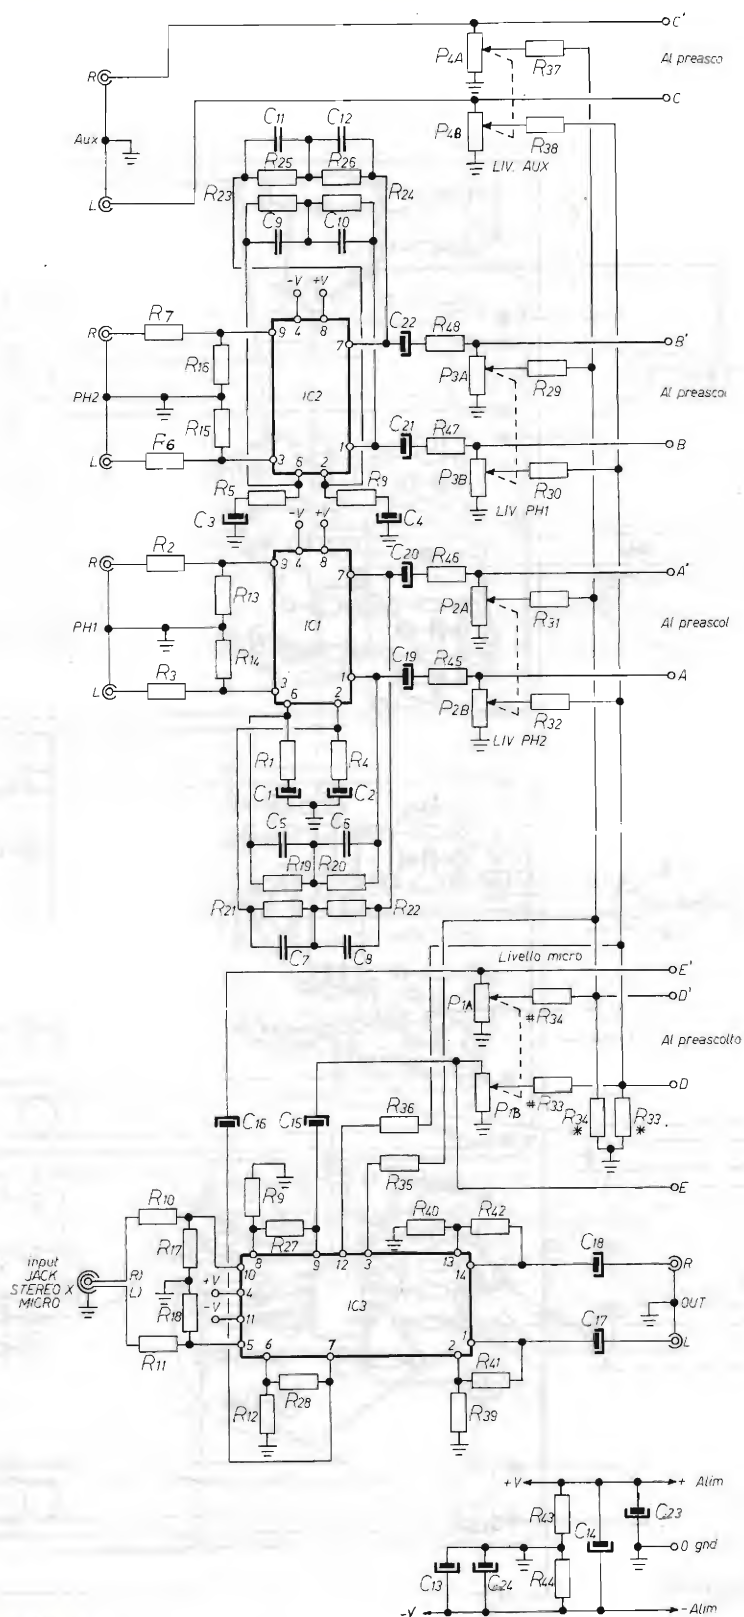 C'
P4A
R37
Al preasco
R
C
Aux
C11
C12
P4B
R38
R25
R26
LIV. AUX
L
R23
R24
C9
C10
-V
+V
R7
C22
R48
R
9
4
8
7
B'
R16
P3A
R29
IC2
PH2
Al preascol
R15
C21
R47
1
B
L
R6
3
6
2
P3B
R30
R5
R9
LIV PH1
C3
-V
+V
C4
R2
C20
R46
R
9
4
8
7
A'
R13
P2A
R31
IC1
PH1
Al preascol
R14
C19
R45
L
R3
3
1
A
6
2
P2B
R32
R1
R4
LIV PH2
C1
C2
C5
C6
R19
R20
R21
R22
C7
C8
Livello micro
E'
P1A
#R34
D'
Al preascolto
P1B
#R33
D
C16
C15
R36
R34
*
R33
*
R35
R9
E
R10
R27
R40
R42
C18
input
JACK
STEREO X
MICRO
R)
L)
R17
8
9
12
3
13
14
R
10
+V
4
-V
11
IC3
OUT
R18
C17
5
6
7
2
1
L
R11
R41
R28
R12
R39
+V
+ Alim
R43
C14
C23
0 gnd
C13
C24
R44
-V
- Alim